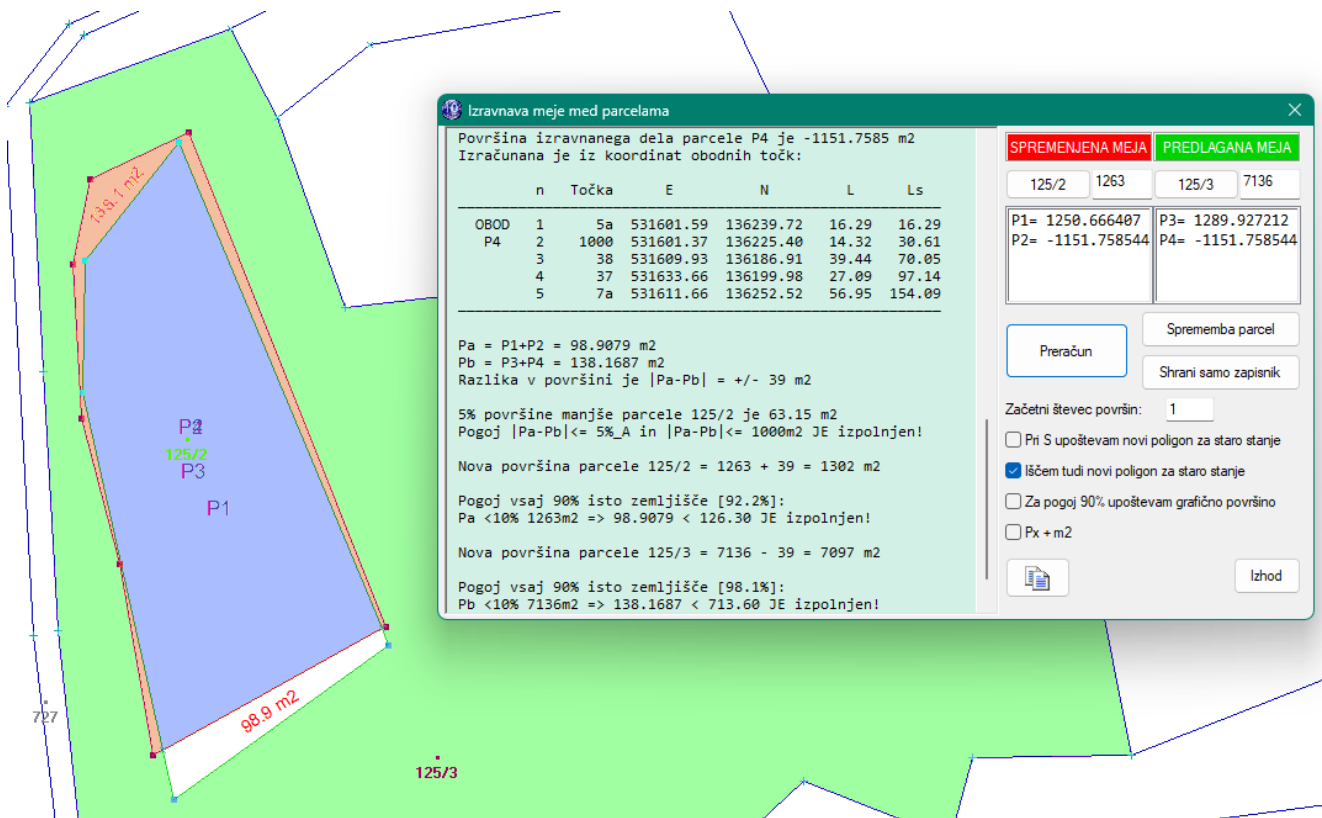 Izravnava meje med parcelama
Površina izravnanega dela parcele P4 je -1151.7585 m2
Izračunana je iz koordinat obodnih točk:
n Točka E N L Ls
OBOD 1 5a 531601.59 136239.72 16.29 16.29
P4 2 1000 531601.37 136225.40 14.32 30.61
3 38 531609.93 136186.91 39.44 70.05
4 37 531633.66 136199.98 27.09 97.14
5 7a 531611.66 136252.52 56.95 154.09
Pa = P1+P2 = 98.9079 m2
Pb = P3+P4 = 138.1687 m2
Razlika v površini je |Pa-Pb| = +/- 39 m2
5% površine manjše parcele 125/2 je 63.15 m2
Pogoj |Pa-Pb|<= 5%_A in |Pa-Pb|<= 1000m2 JE izpolnjen!
Nova površina parcele 125/2 = 1263 + 39 = 1302 m2
Pogoj vsaj 90% isto zemljišče [92.2%]:
Pa <10% 1263m2 => 98.9079 < 126.30 JE izpolnjen!
Nova površina parcele 125/3 = 7136 - 39 = 7097 m2
Pogoj vsaj 90% isto zemljišče [98.1%]:
Pb <10% 7136m2 => 138.1687 < 713.60 JE izpolnjen!
SPREMENJENA MEJA PREDLAGANA MEJA
125/2 1263 125/3 7136
P1= 1250.666407 P3= 1289.927212
P2= -1151.758544 P4= -1151.758544
Preračun
Sprememba parcel
Shrani samo zapisnik
Začetni števec površin: 1
Pri S upoštevam novi poligon za staro stanje
Iščem tudi novi poligon za staro stanje
Za pogoj 90% upoštevam grafično površino
Px + m2
Izhod
138.1 m2
125/2
P3
P1
98.9 m2
727
125/3